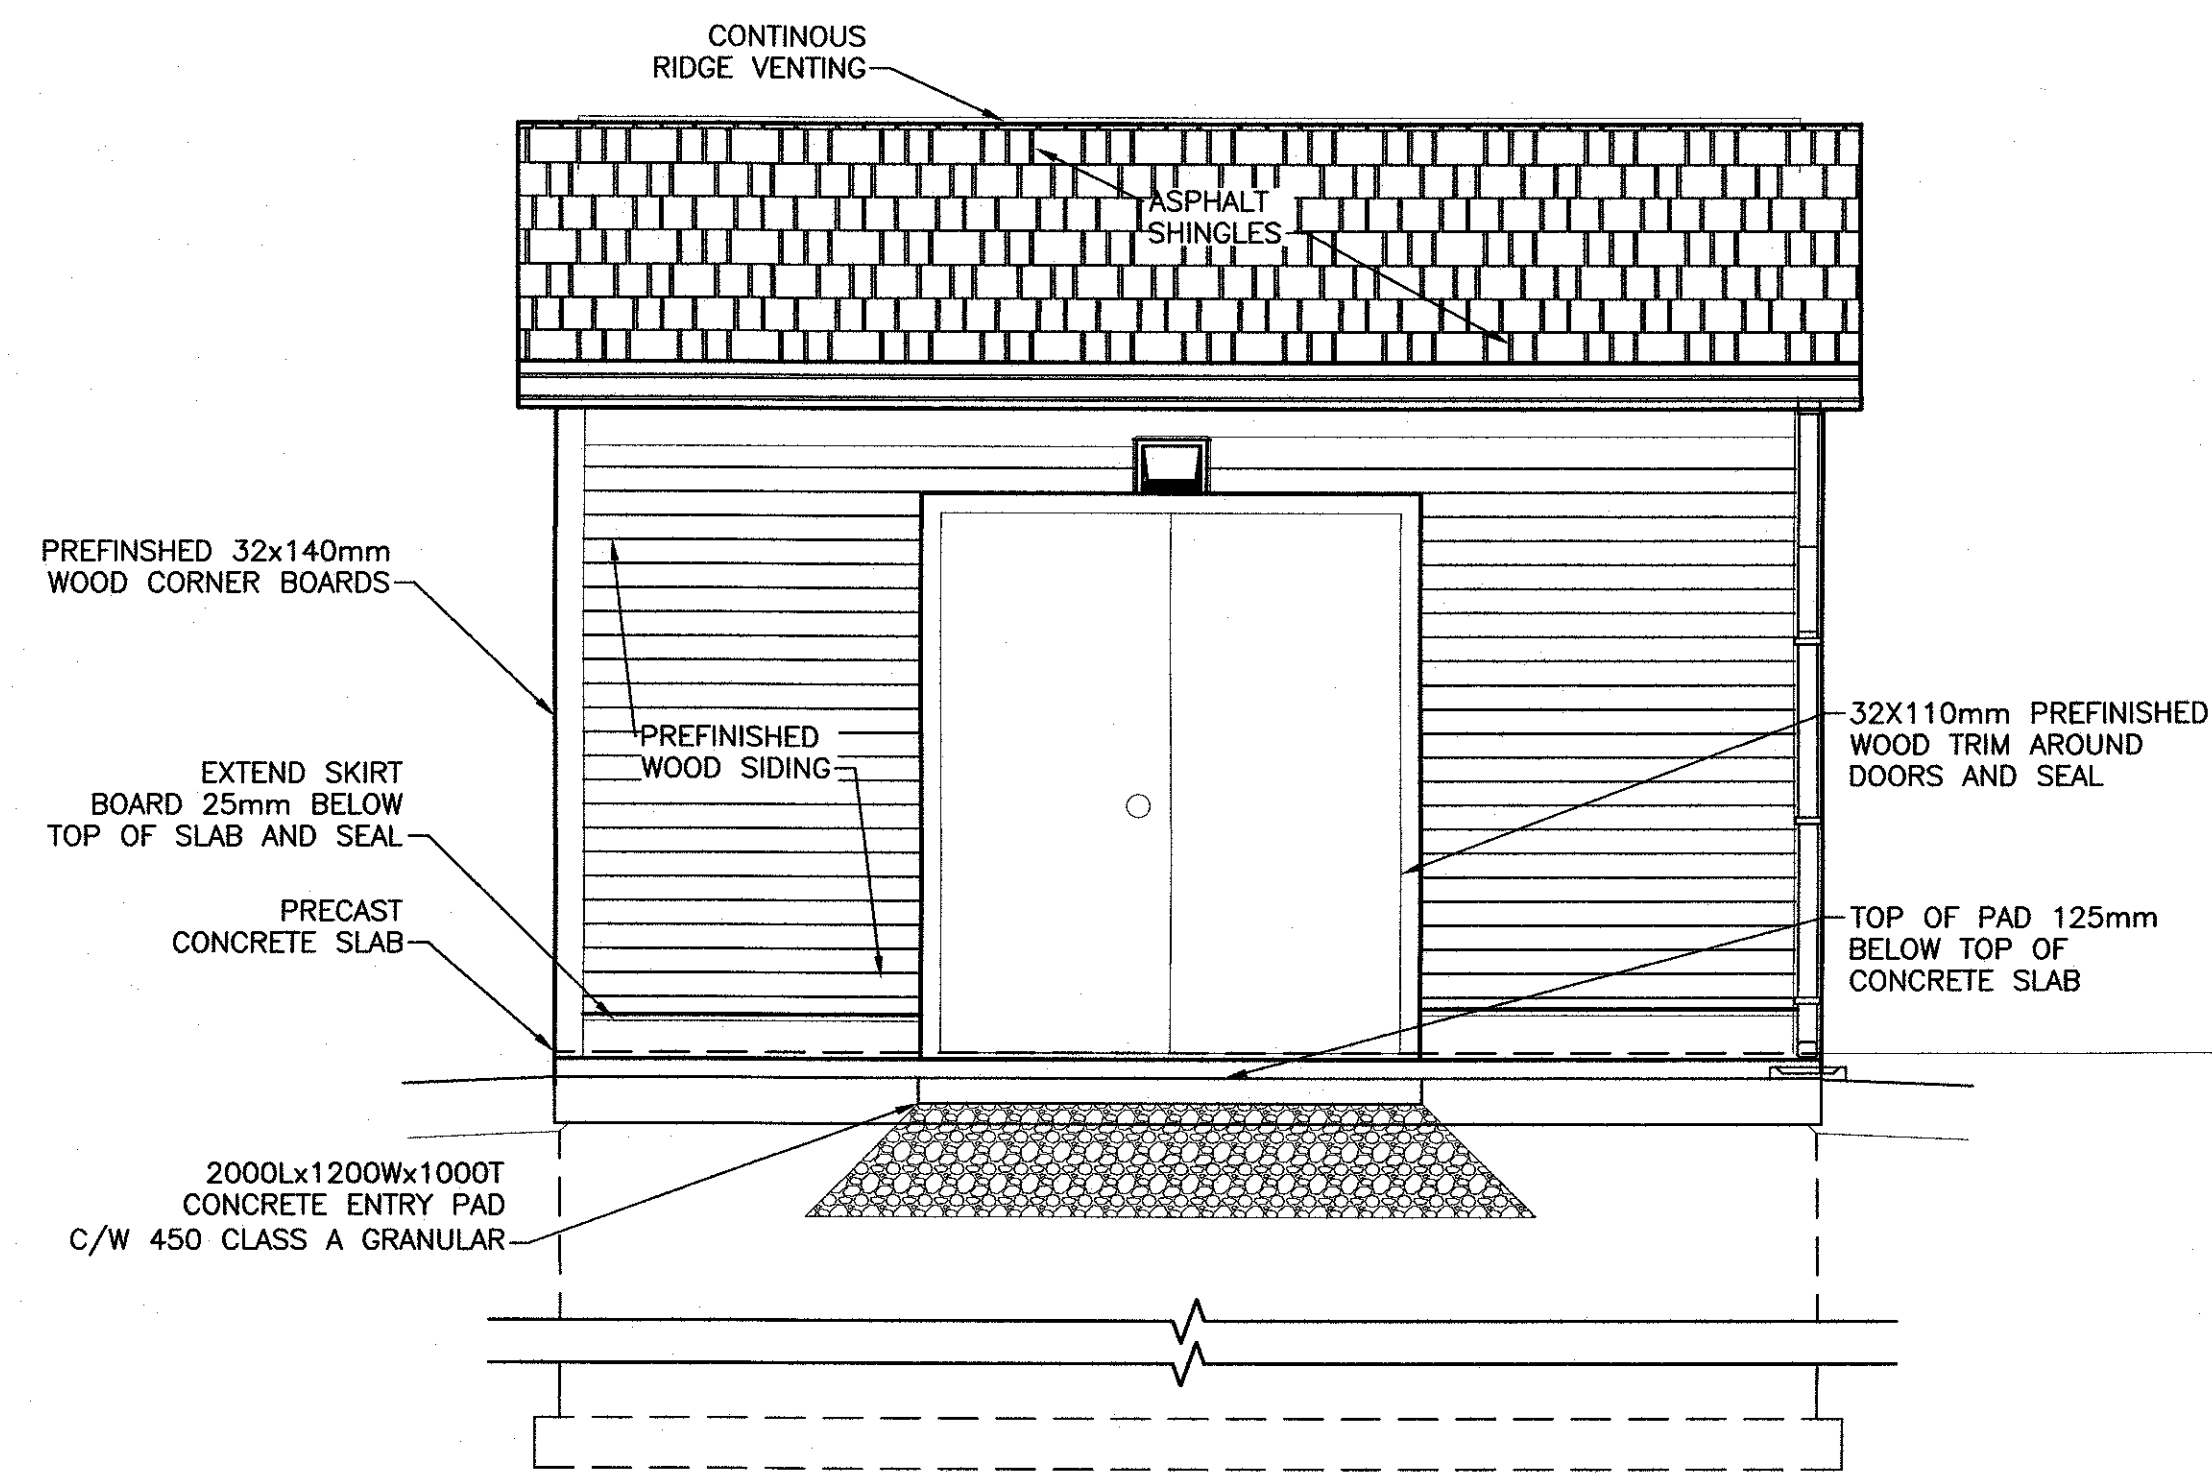 CONTINOUS
RIDGE VENTING
ASPHALT
SHINGLES
PREFINSHED 32x140mm
WOOD CORNER BOARDS
PREFINISHED
WOOD SIDING
32X110mm PREFINISHED
WOOD TRIM AROUND
DOORS AND SEAL
EXTEND SKIRT
BOARD 25mm BELOW
TOP OF SLAB AND SEAL
PRECAST
CONCRETE SLAB
TOP OF PAD 125mm
BELOW TOP OF
CONCRETE SLAB
2000Lx1200Wx1000T
CONCRETE ENTRY PAD
C/W 450 CLASS A GRANULAR